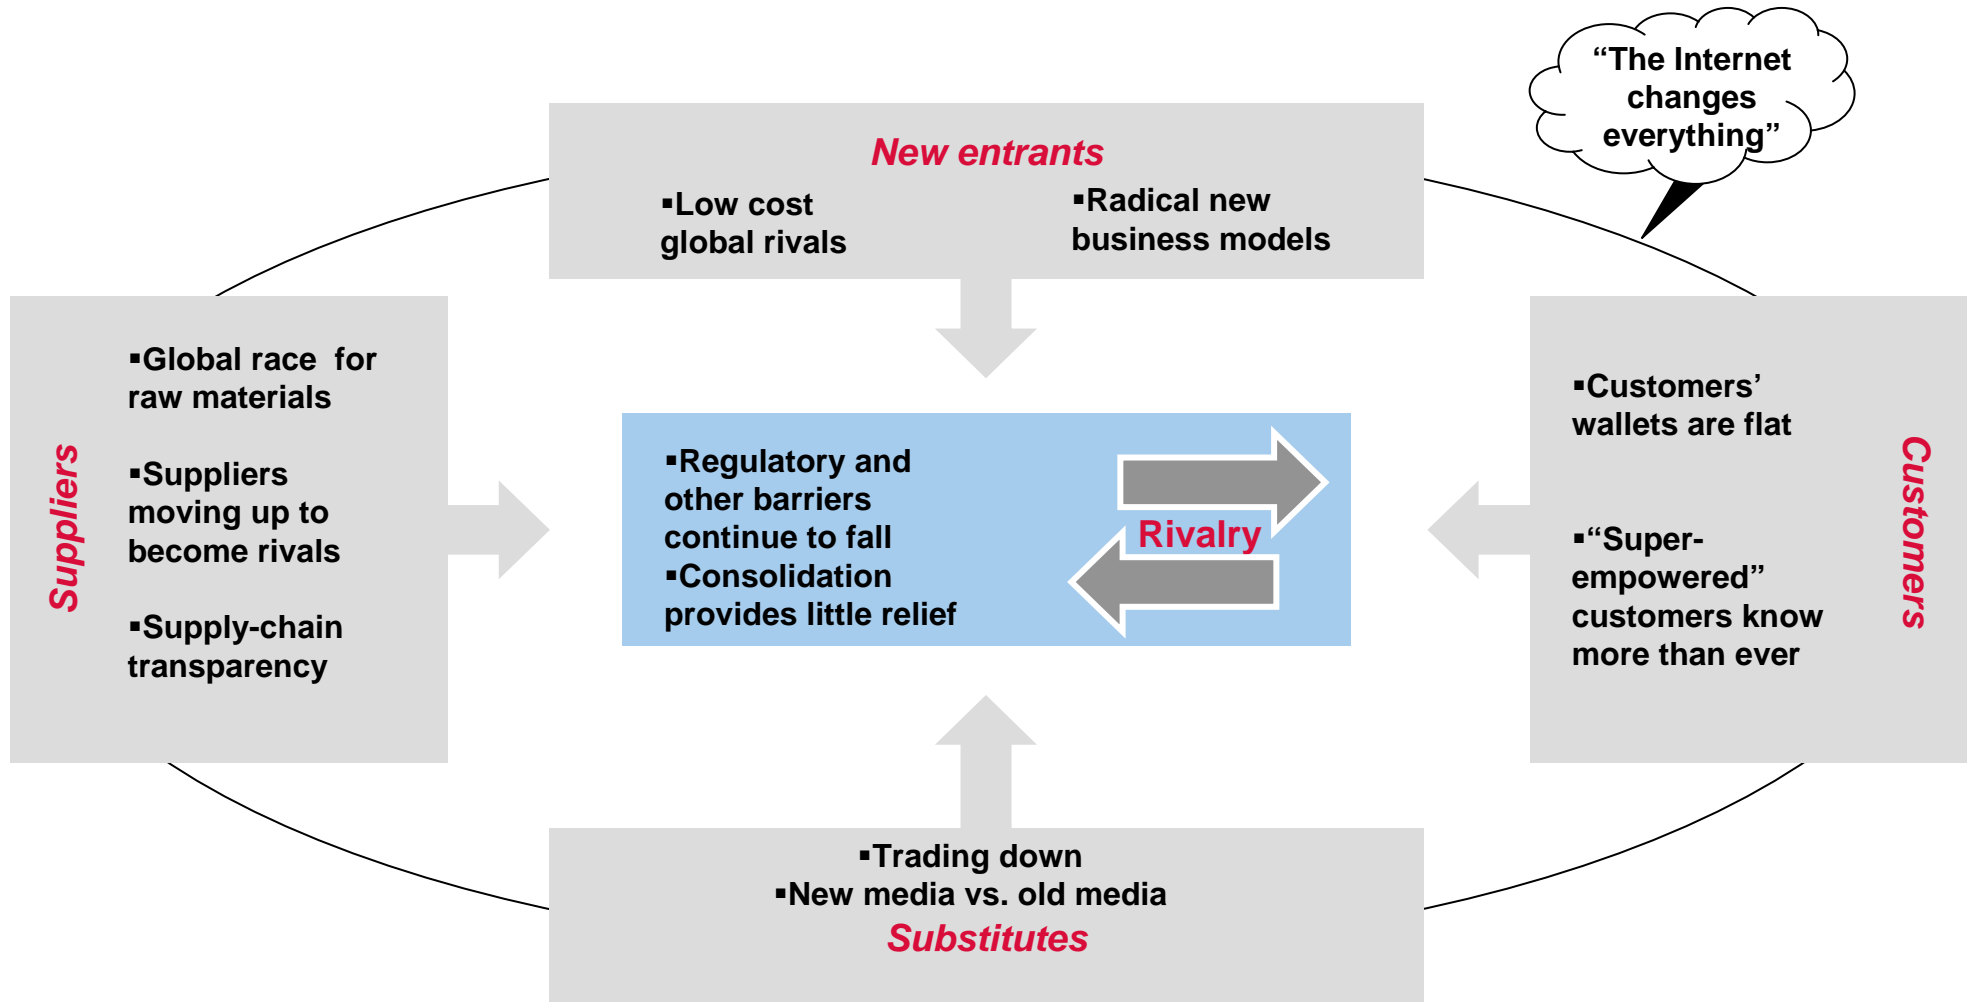 “The Internet
changes
everything”
New entrants
▪Low cost
global rivals
▪Radical new
business models
Suppliers
▪Global race  for
raw materials
▪Suppliers
moving up to
become rivals
▪Supply-chain
transparency
▪Regulatory and
other barriers
continue to fall
▪Consolidation
provides little relief
Rivalry
▪Customers’
wallets are flat
▪“Super-
empowered”
customers know
more than ever
Customers
▪Trading down
▪New media vs. old media
Substitutes